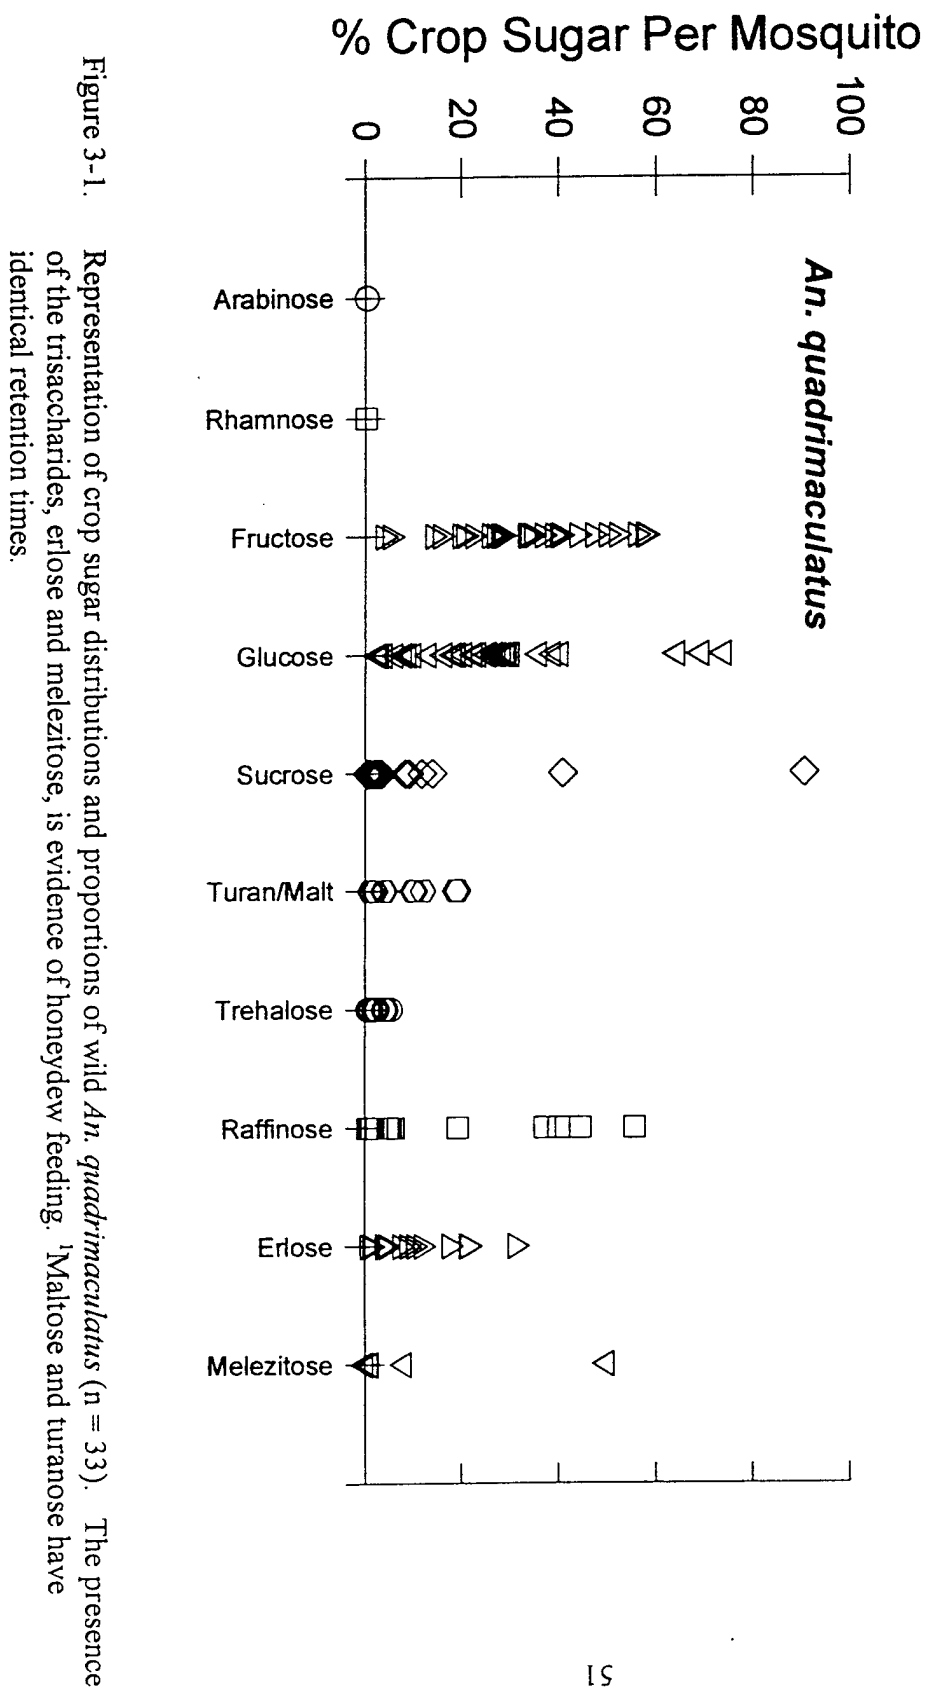 % Crop Sugar Per Mosquito
100
80
60
40
20
0
An. quadrimaculatus
Arabinose
Rhamnose
Fructose
Glucose
Sucrose
Turan/Malt
Trehalose
Raffinose
Erlose
Melezitose
Figure 3-1. Representation of crop sugar distributions and proportions of wild An. quadrimaculatus (n = 33). The presence
of the trisaccharides, erlose and melezitose, is evidence of honeydew feeding. ¹Maltose and turanose have
identical retention times.
51